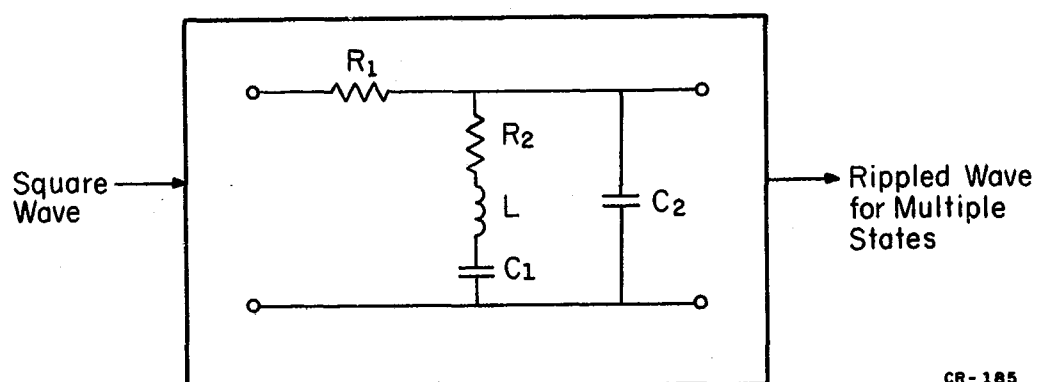 R1
R2
Square
Wave
L
C2
Rippled Wave
for Multiple
States
C1
CR-185